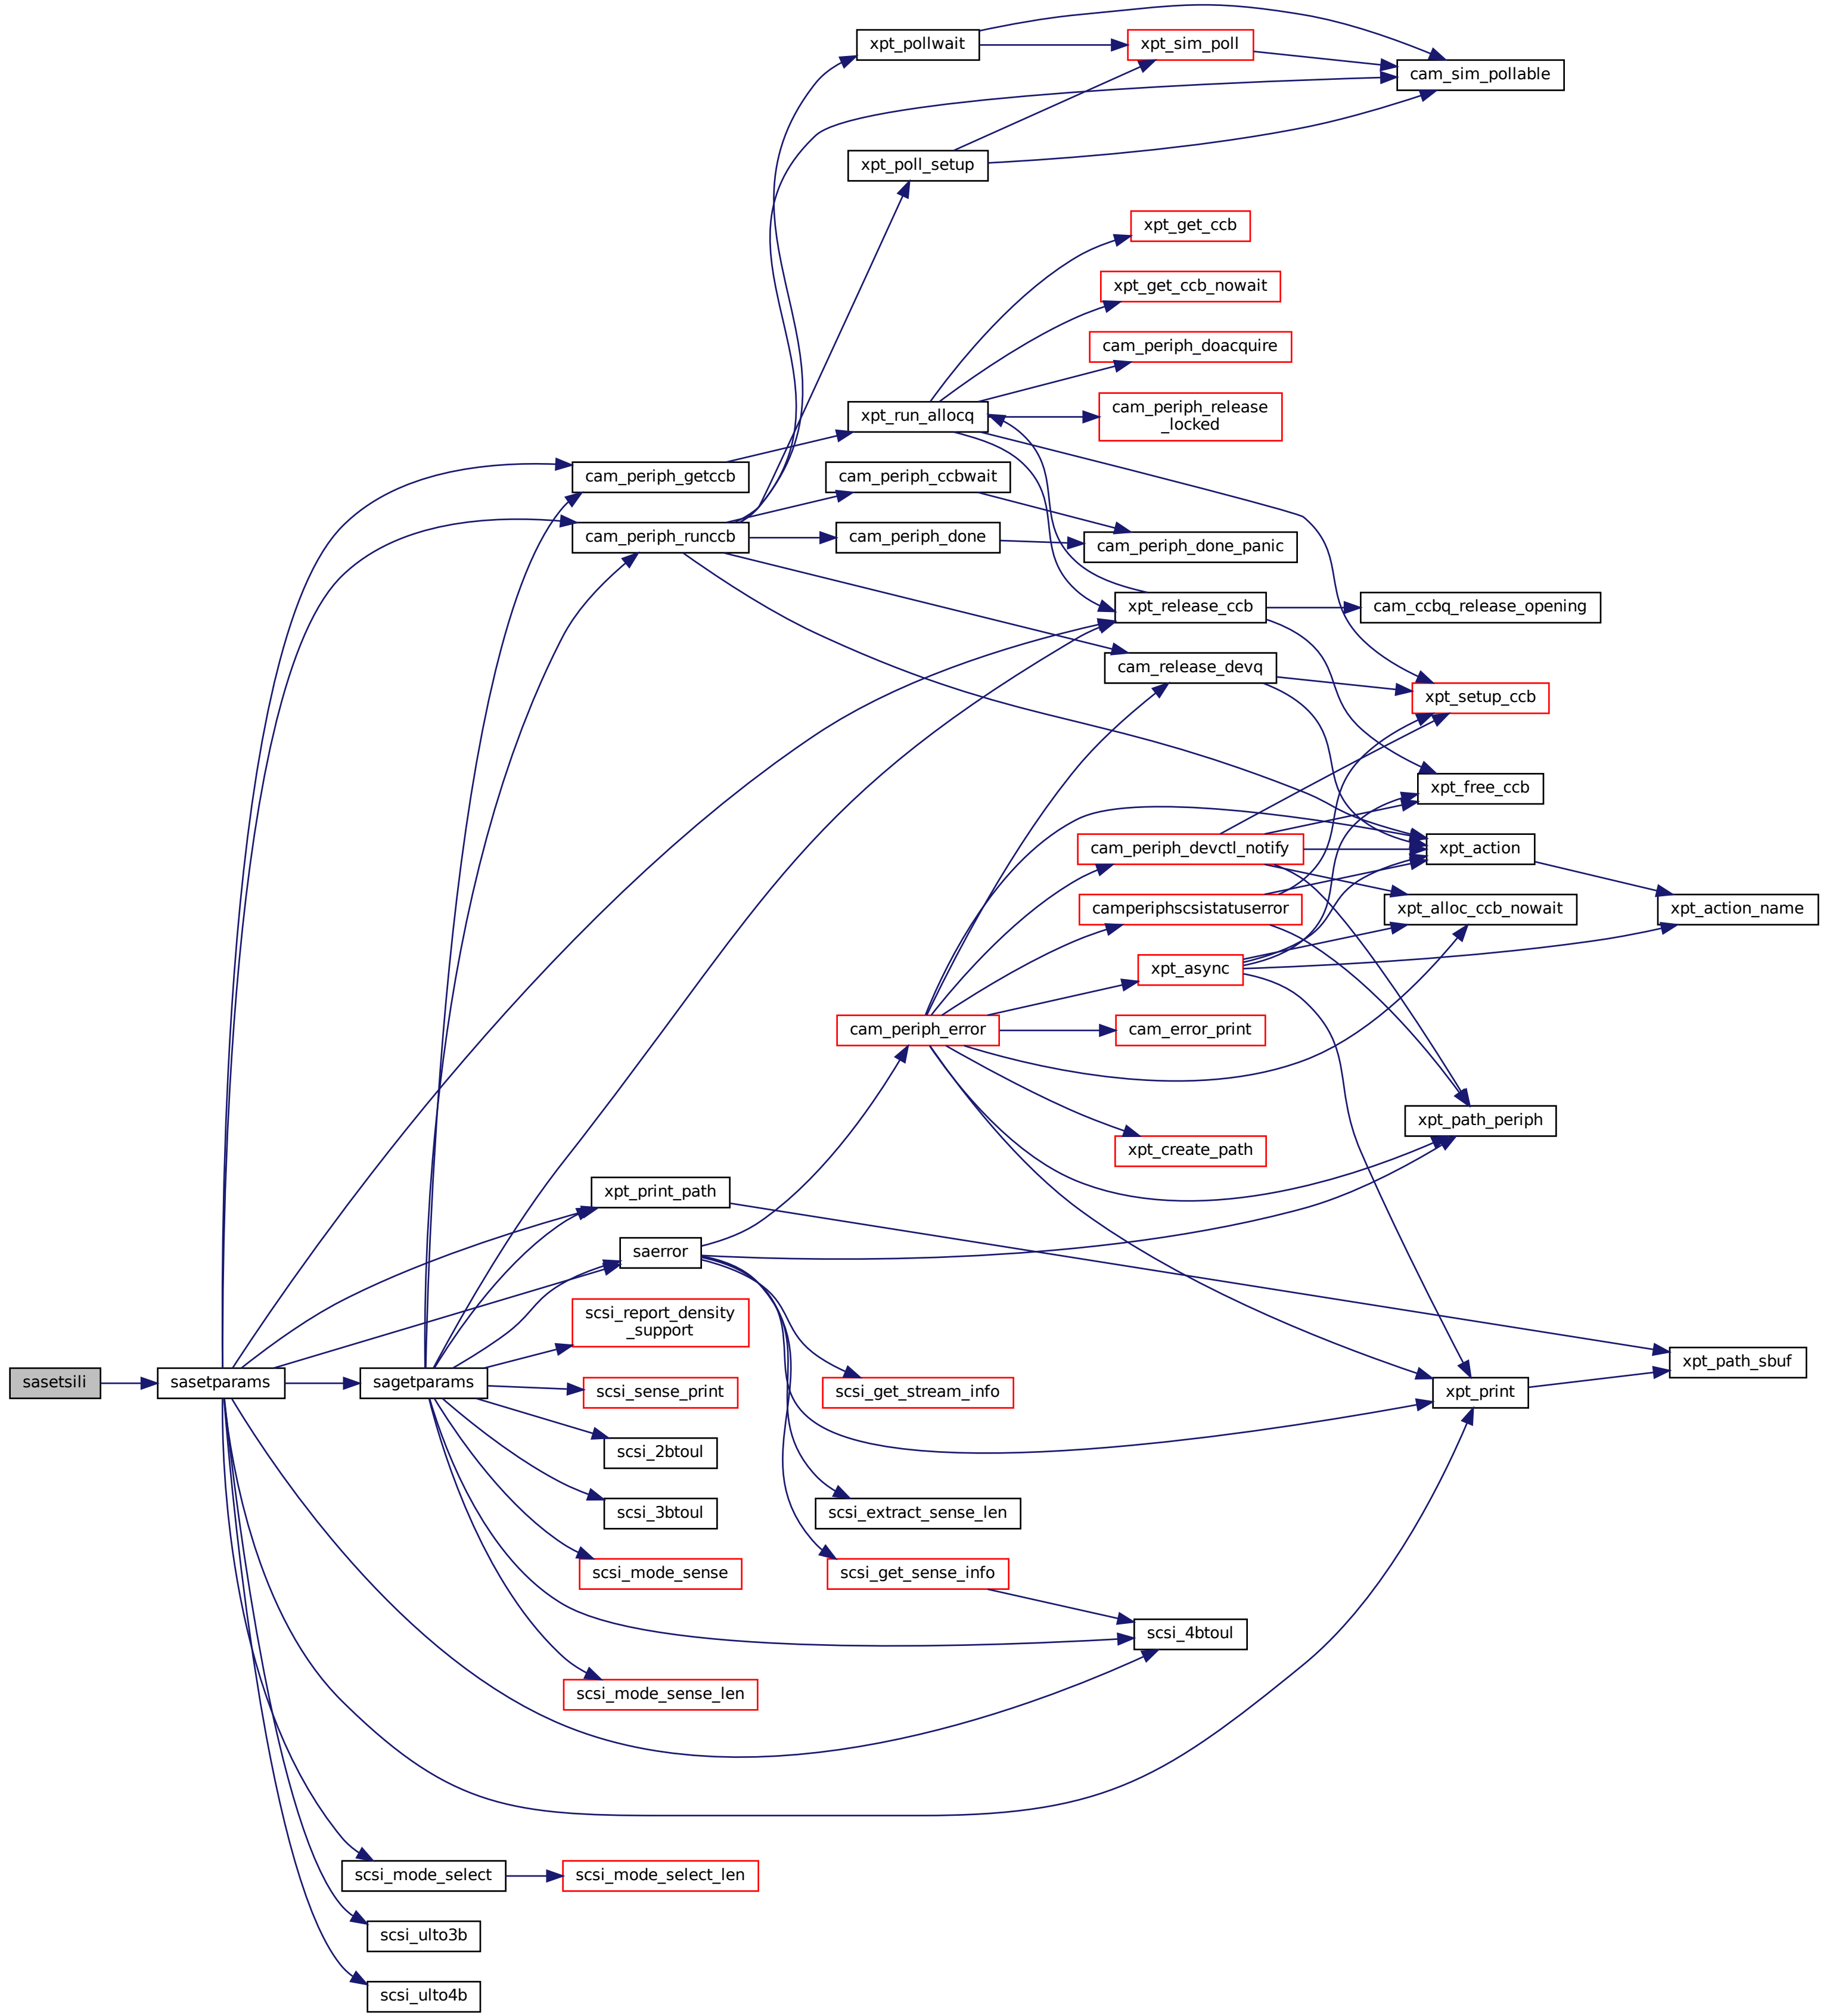 xpt_pollwait
xpt_sim_poll
cam_sim_pollable
xpt_poll_setup
xpt_get_ccb
xpt_get_ccb_nowait
cam_periph_doacquire
xpt_run_allocq
cam_periph_release
_locked
cam_periph_getccb
cam_periph_ccbwait
cam_periph_runccb
cam_periph_done
cam_periph_done_panic
xpt_release_ccb
cam_ccbq_release_opening
cam_release_devq
xpt_setup_ccb
xpt_free_ccb
cam_periph_devctl_notify
xpt_action
camperiphscsistatuserror
xpt_alloc_ccb_nowait
xpt_action_name
xpt_async
cam_periph_error
cam_error_print
xpt_path_periph
xpt_create_path
xpt_print_path
saerror
scsi_report_density
_support
xpt_path_sbuf
sasetsili
sasetparams
sagetparams
scsi_sense_print
scsi_get_stream_info
xpt_print
scsi_2btoul
scsi_3btoul
scsi_extract_sense_len
scsi_mode_sense
scsi_get_sense_info
scsi_4btoul
scsi_mode_sense_len
scsi_mode_select
scsi_mode_select_len
scsi_ulto3b
scsi_ulto4b